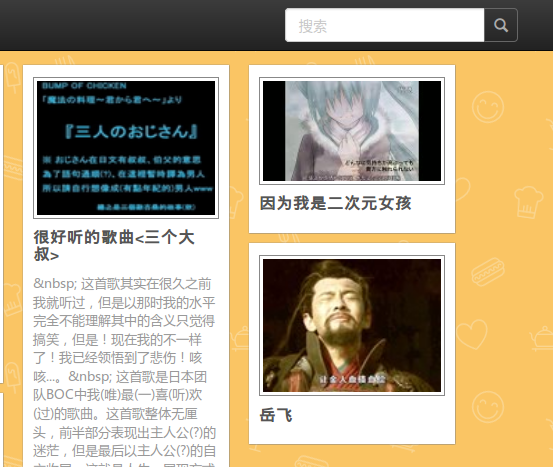 搜索
BUMP OF CHICKEN
「魔法の料理～君から君へ～」より
『三人のおじさん』
※ おじさん在日文有叔叔、伯父的意思
為了話句通順(?)、在這裡暫時譯為男人
所以請自行想像成(有點年紀的)男人www
很好听的歌曲<三个大
叔>
&nbsp; 这首歌其实在很久之前
我就听过，但是以那时我的水平
完全不能理解其中的含义只觉得
搞笑，但是！现在我的不一样
了！我已经领悟到了悲伤！咳
咳...。&nbsp; 这首歌是日本团
队BOC中我(唯)最(一)喜(听)欢
(过)的歌曲。这首歌整体无厘
头，前半部分表现出主人公(?)的
迷茫，但是最后以主人公(?)的自
因为我是二次元女孩
让全人血描血绘
岳飞